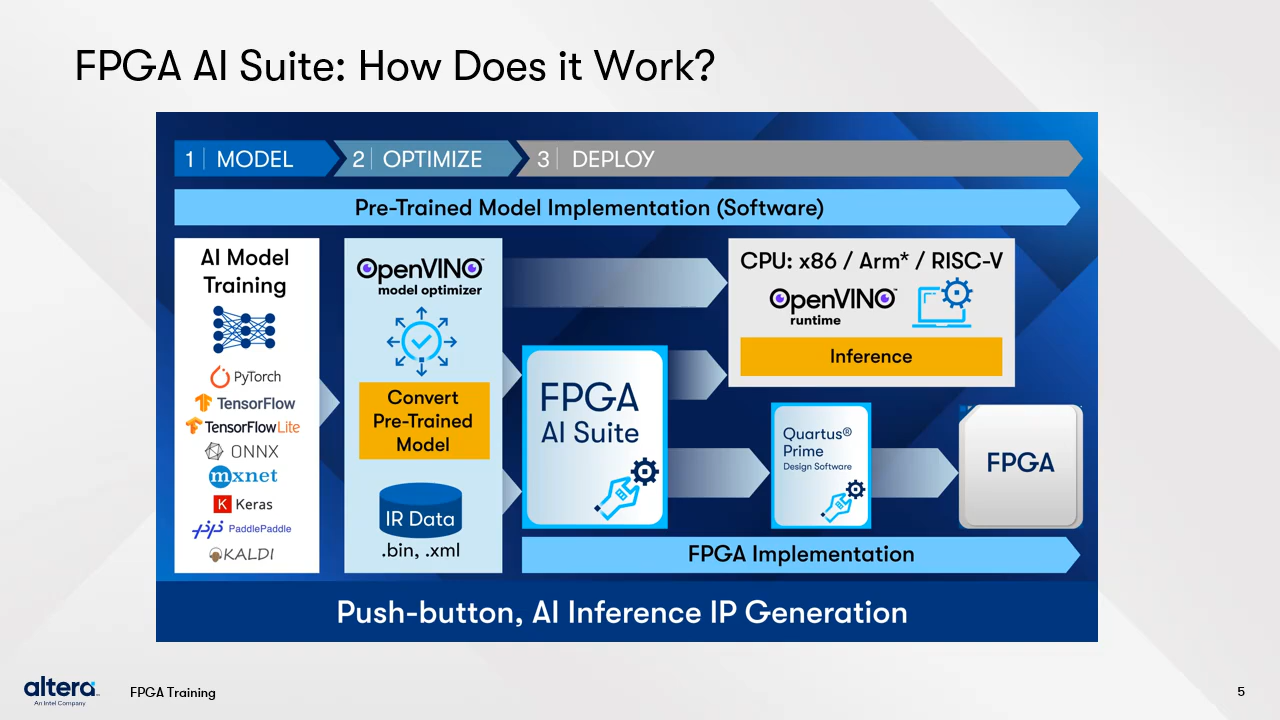 FPGA AI Suite: How Does it Work?
1 | MODEL
2 | OPTIMIZE
3 | DEPLOY
Pre-Trained Model Implementation (Software)
AI Model
Training
PyTorch
TensorFlow
TensorFlowLite
ONNX
mxnet
K Keras
PaddlePaddle
KALDI
OpenVINO™
model optimizer
Convert
Pre-Trained
Model
IR Data
.bin, .xml
FPGA
AI Suite
CPU: x86 / Arm* / RISC-V
OpenVINO™
runtime
Inference
Quartus®
Prime
Design Software
FPGA
FPGA Implementation
Push-button, AI Inference IP Generation
altera™
An Intel Company
FPGA Training
5